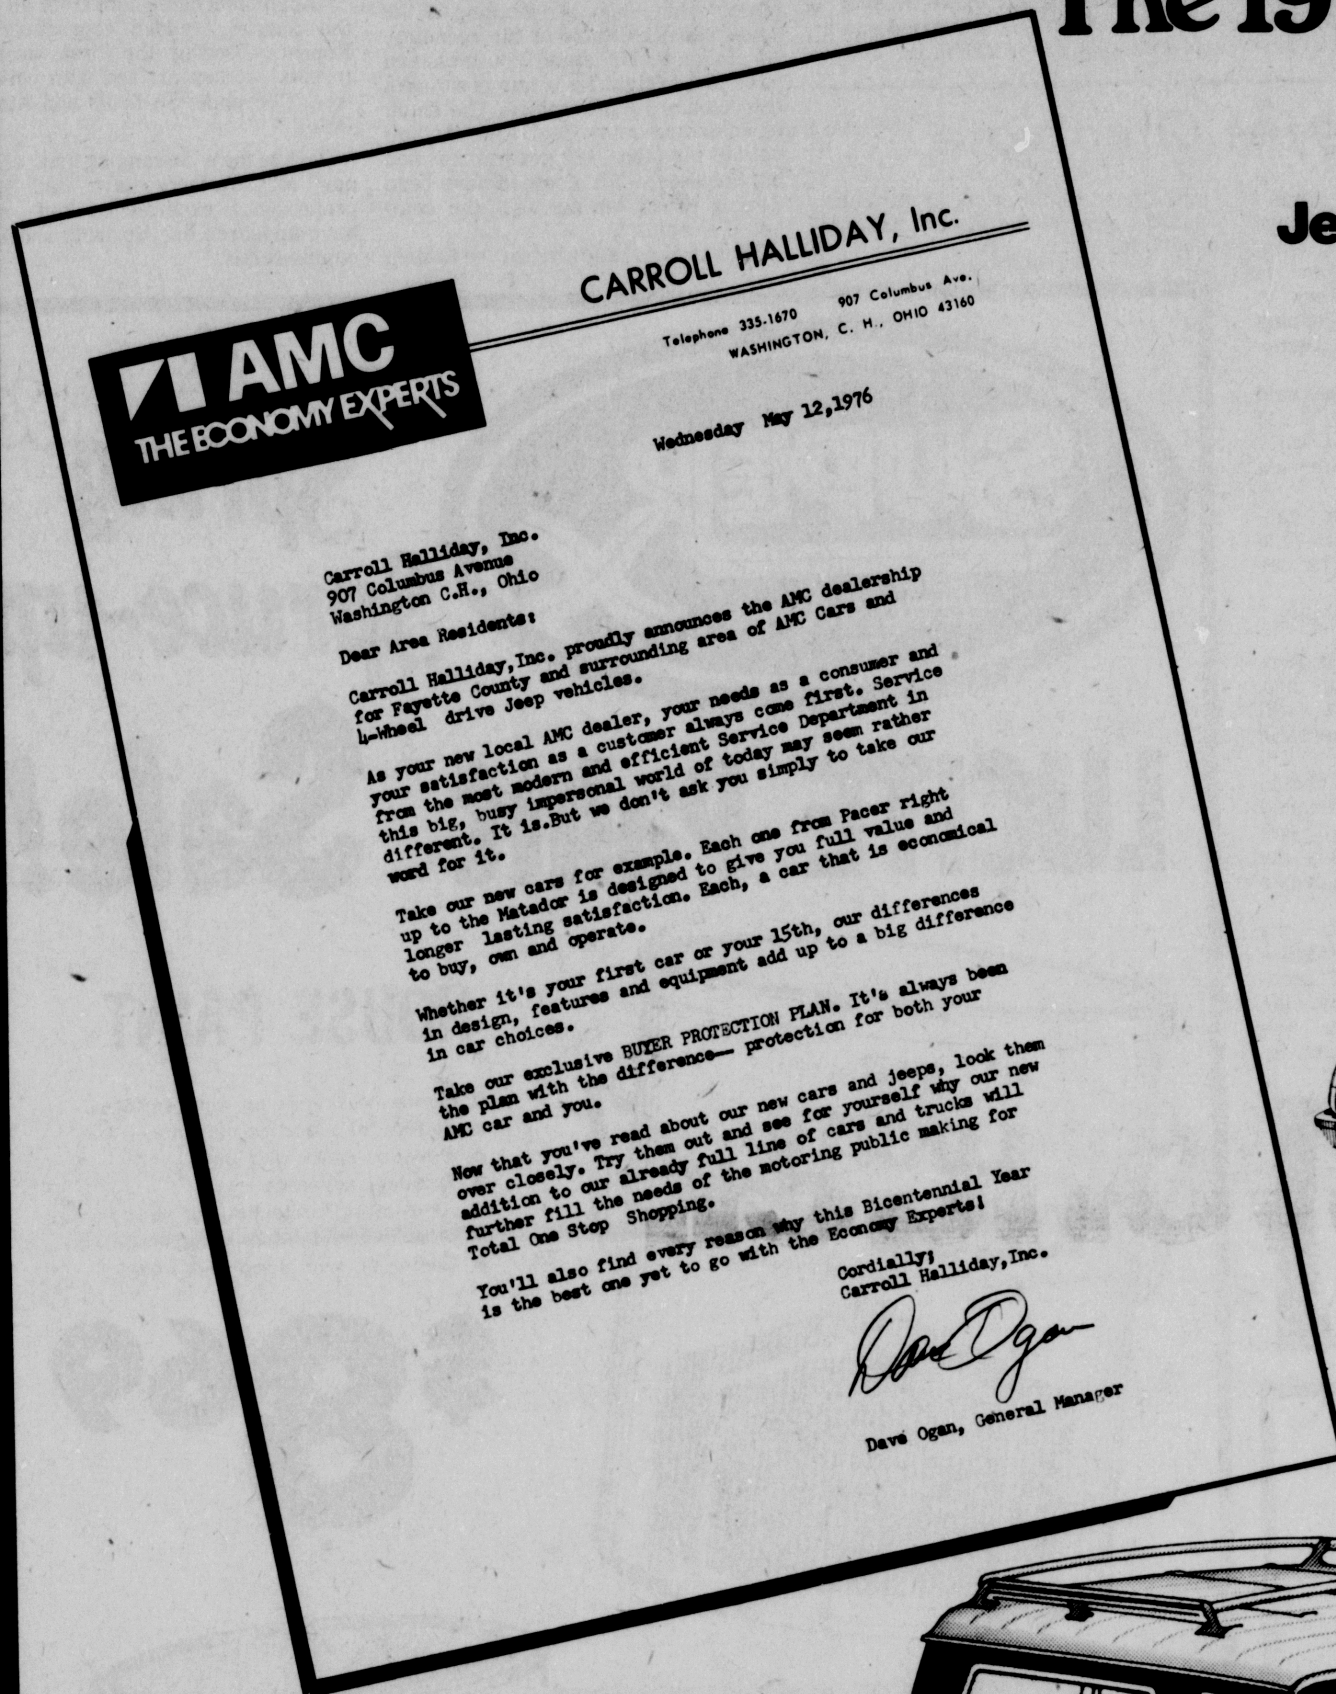 The 19
Je
CARROLL HALLIDAY, Inc.
Telephone 335-1670 907 Columbus Ave.
WASHINGTON, C. H., OHIO 43160
AMC
THE ECONOMY EXPERTS
Wednesday May 12,1976
Carroll Halliday, Inc.
907 Columbus Avenue
Washington C.H., Ohio
Dear Area Residents:
Carroll Halliday,Inc. proudly announces the AMC dealership
for Fayette County and surrounding area of AMC Cars and
4-Wheel drive Jeep vehicles.
As your new local AMC dealer, your needs as a consumer and
your satisfaction as a customer always come first. Service
from the most modern and efficient Service Department in
this big, busy impersonal world of today may seem rather
different. It is.But we don't ask you simply to take our
word for it.
Take our new cars for example. Each one from Pacer right
up to the Matador is designed to give you full value and
longer lasting satisfaction. Each, a car that is economical
to buy, own and operate.
Whether it's your first car or your 15th, our differences
in design, features and equipment add up to a big difference
in car choices.
Take our exclusive BUYER PROTECTION PLAN. It's always been
the plan with the difference— protection for both your
AMC car and you.
Now that you've read about our new cars and jeeps, look them
over closely. Try them out and see for yourself why our new
addition to our already full line of cars and trucks will
further fill the needs of the motoring public making for
Total One Stop Shopping.
You'll also find every reason why this Bicentennial Year
is the best one yet to go with the Economy Experts!
Cordially;
Carroll Halliday,Inc.
Dave Ogan
Dave Ogan, General Manager